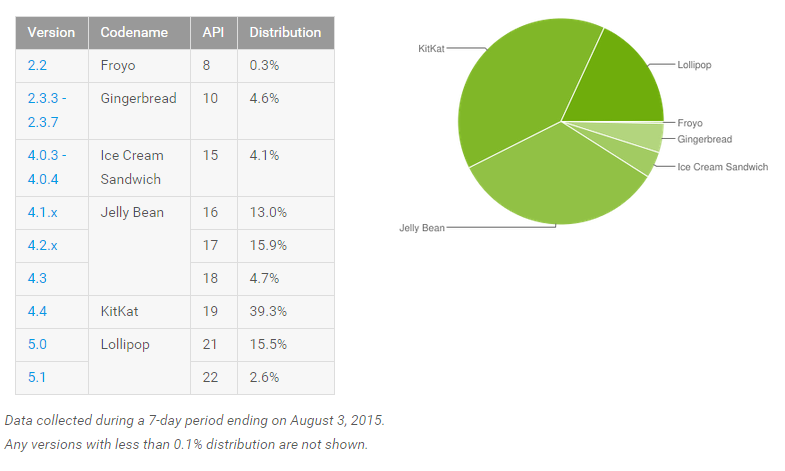 Version Codename API Distribution
2.2 Froyo 8 0.3%
2.3.3 - Gingerbread 10 4.6%
2.3.7
4.0.3 - Ice Cream 15 4.1%
4.0.4 Sandwich
4.1.x Jelly Bean 16 13.0%
4.2.x 17 15.9%
4.3 18 4.7%
4.4 KitKat 19 39.3%
5.0 Lollipop 21 15.5%
5.1 22 2.6%
KitKat
Lollipop
Froyo
Gingerbread
Ice Cream Sandwich
Jelly Bean
Data collected during a 7-day period ending on August 3, 2015.
Any versions with less than 0.1% distribution are not shown.